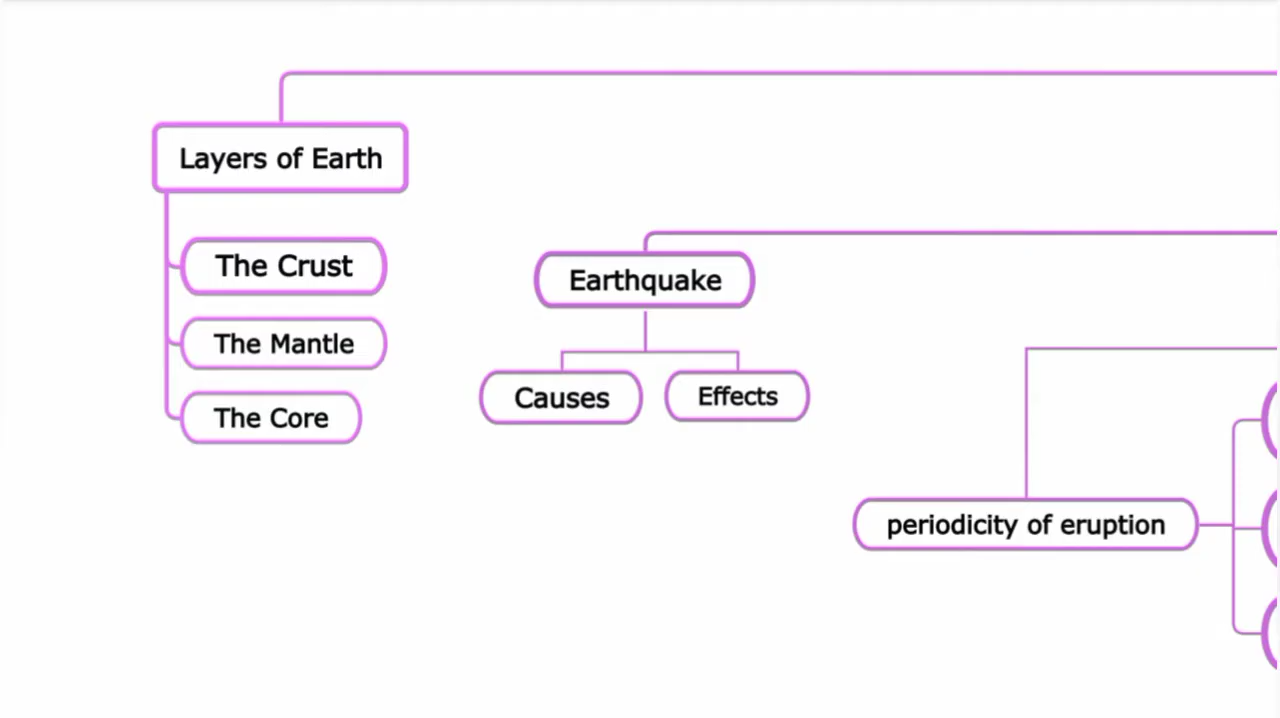 Layers of Earth
The Crust
The Mantle
The Core
Earthquake
Causes
Effects
periodicity of eruption